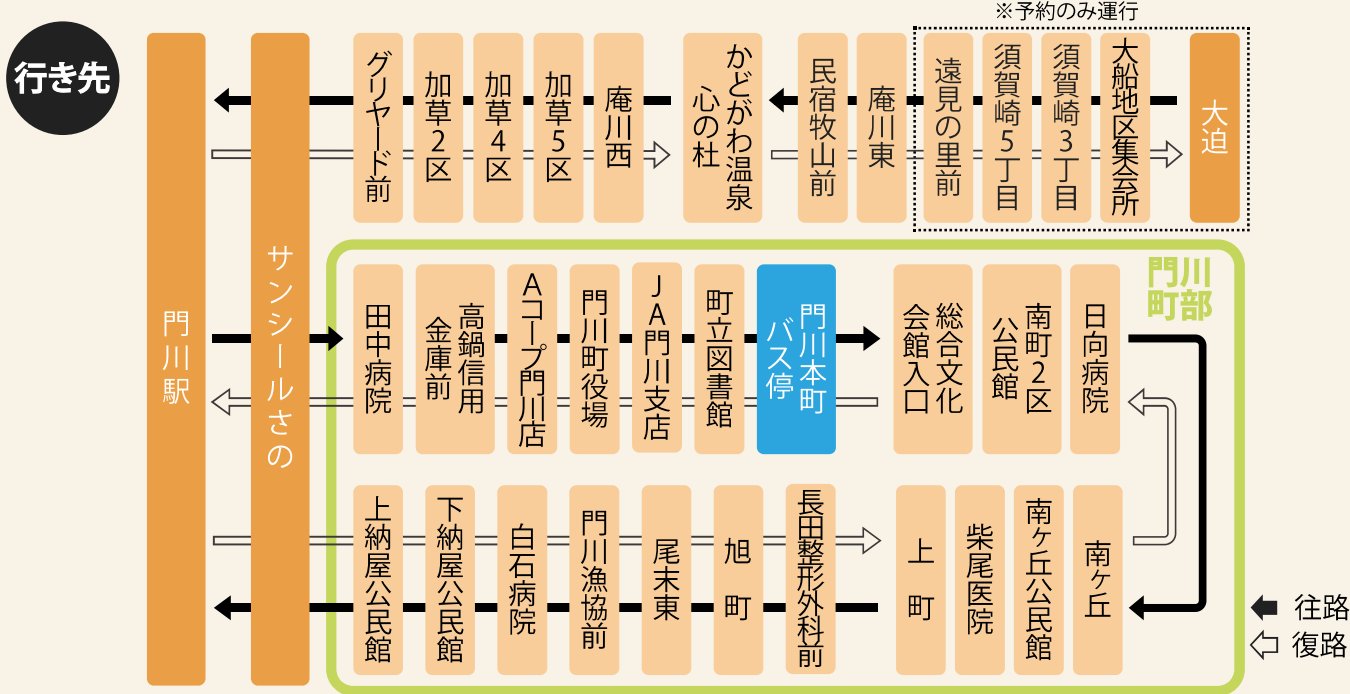 ※予約のみ運行
行き先
門川駅
サンシールさの
グリヤード前
加草2区
加草4区
加草5区
庵川西
かどがわ温泉
心の杜
民宿牧山前
庵川東
遠見の里前
須賀崎5丁目
須賀崎3丁目
大船地区集会所
大迫
門川
町部
田中病院
高鍋信用
金庫前
Aコープ門川店
門川町役場
JA門川支店
町立図書館
門川本町
バス停
総合文化
会館入口
南町2区
公民館
日向病院
上納屋公民館
下納屋公民館
白石病院
門川漁協前
尾末東
旭町
長田整形外科前
上町
柴尾医院
南ヶ丘公民館
南ヶ丘
往路
復路